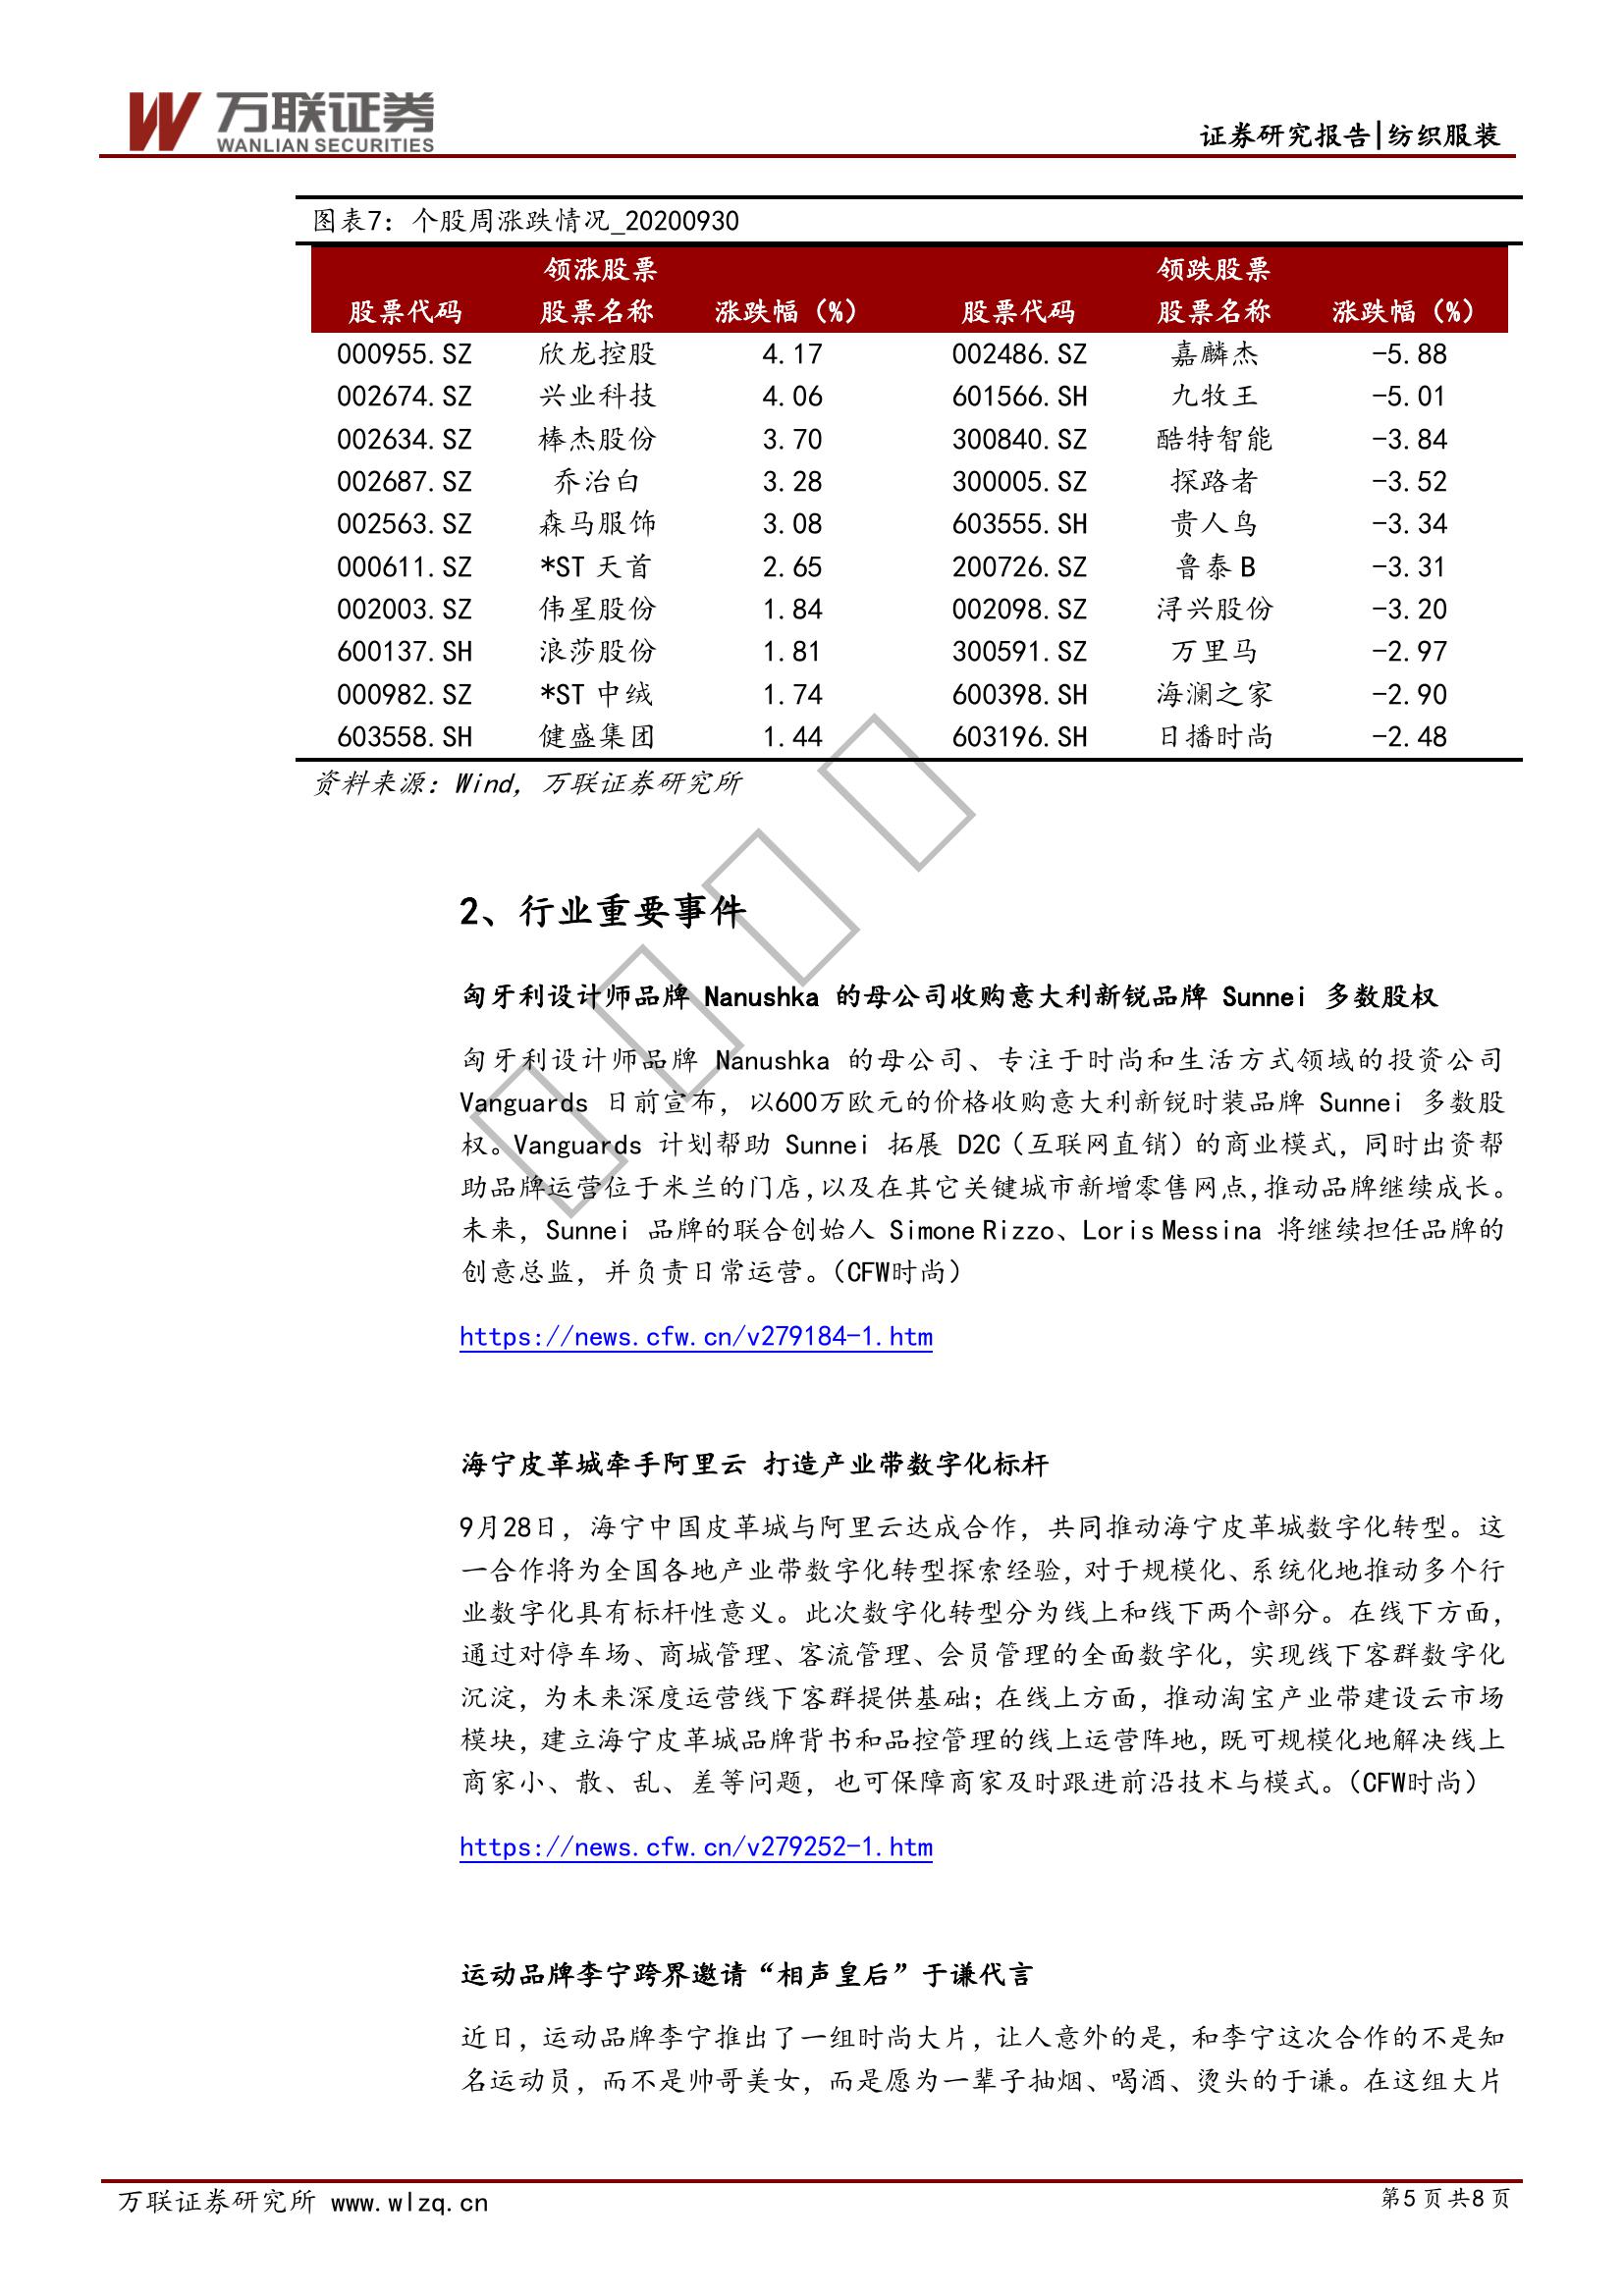 万联证券
WANLIAN SECURITIES
证券研究报告|纺织服装
图表7：个股周涨跌情况_20200930
领涨股票 领跌股票
股票代码 股票名称 涨跌幅（%） 股票代码 股票名称 涨跌幅（%）
000955.SZ 欣龙控股 4.17 002486.SZ 嘉麟杰 -5.88
002674.SZ 兴业科技 4.06 601566.SH 九牧王 -5.01
002634.SZ 棒杰股份 3.70 300840.SZ 酷特智能 -3.84
002687.SZ 乔治白 3.28 300005.SZ 探路者 -3.52
002563.SZ 森马服饰 3.08 603555.SH 贵人鸟 -3.34
000611.SZ *ST 天首 2.65 200726.SZ 鲁泰 B -3.31
002003.SZ 伟星股份 1.84 002098.SZ 浔兴股份 -3.20
600137.SH 浪莎股份 1.81 300591.SZ 万里马 -2.97
000982.SZ *ST 中绒 1.74 600398.SH 海澜之家 -2.90
603558.SH 健盛集团 1.44 603196.SH 日播时尚 -2.48
资料来源：Wind，万联证券研究所
2、行业重要事件
匈牙利设计师品牌 Nanushka 的母公司收购意大利新锐品牌 Sunnei 多数股权
匈牙利设计师品牌 Nanushka 的母公司、专注于时尚和生活方式领域的投资公司
Vanguards 日前宣布，以600万欧元的价格收购意大利新锐时装品牌 Sunnei 多数股
权。Vanguards 计划帮助 Sunnei 拓展 D2C（互联网直销）的商业模式，同时出资帮
助品牌运营位于米兰的门店，以及在其它关键城市新增零售网点，推动品牌继续成长。
未来，Sunnei 品牌的联合创始人 Simone Rizzo、Loris Messina 将继续担任品牌的
创意总监，并负责日常运营。（CFW时尚）
https://news.cfw.cn/v279184-1.htm
海宁皮革城牵手阿里云 打造产业带数字化标杆
9月28日，海宁中国皮革城与阿里云达成合作，共同推动海宁皮革城数字化转型。这
一合作将为全国各地产业带数字化转型探索经验，对于规模化、系统化地推动多个行
业数字化具有标杆性意义。此次数字化转型分为线上和线下两个部分。在线下方面，
通过对停车场、商城管理、客流管理、会员管理的全面数字化，实现线下客群数字化
沉淀，为未来深度运营线下客群提供基础；在线上方面，推动淘宝产业带建设云市场
模块，建立海宁皮革城品牌背书和品控管理的线上运营阵地，既可规模化地解决线上
商家小、散、乱、差等问题，也可保障商家及时跟进前沿技术与模式。（CFW时尚）
https://news.cfw.cn/v279252-1.htm
运动品牌李宁跨界邀请“相声皇后”于谦代言
近日，运动品牌李宁推出了一组时尚大片，让人意外的是，和李宁这次合作的不是知
名运动员，而不是帅哥美女，而是愿为一辈子抽烟、喝酒、烫头的于谦。在这组大片
万联证券研究所 www.wlzq.cn
第5页共8页